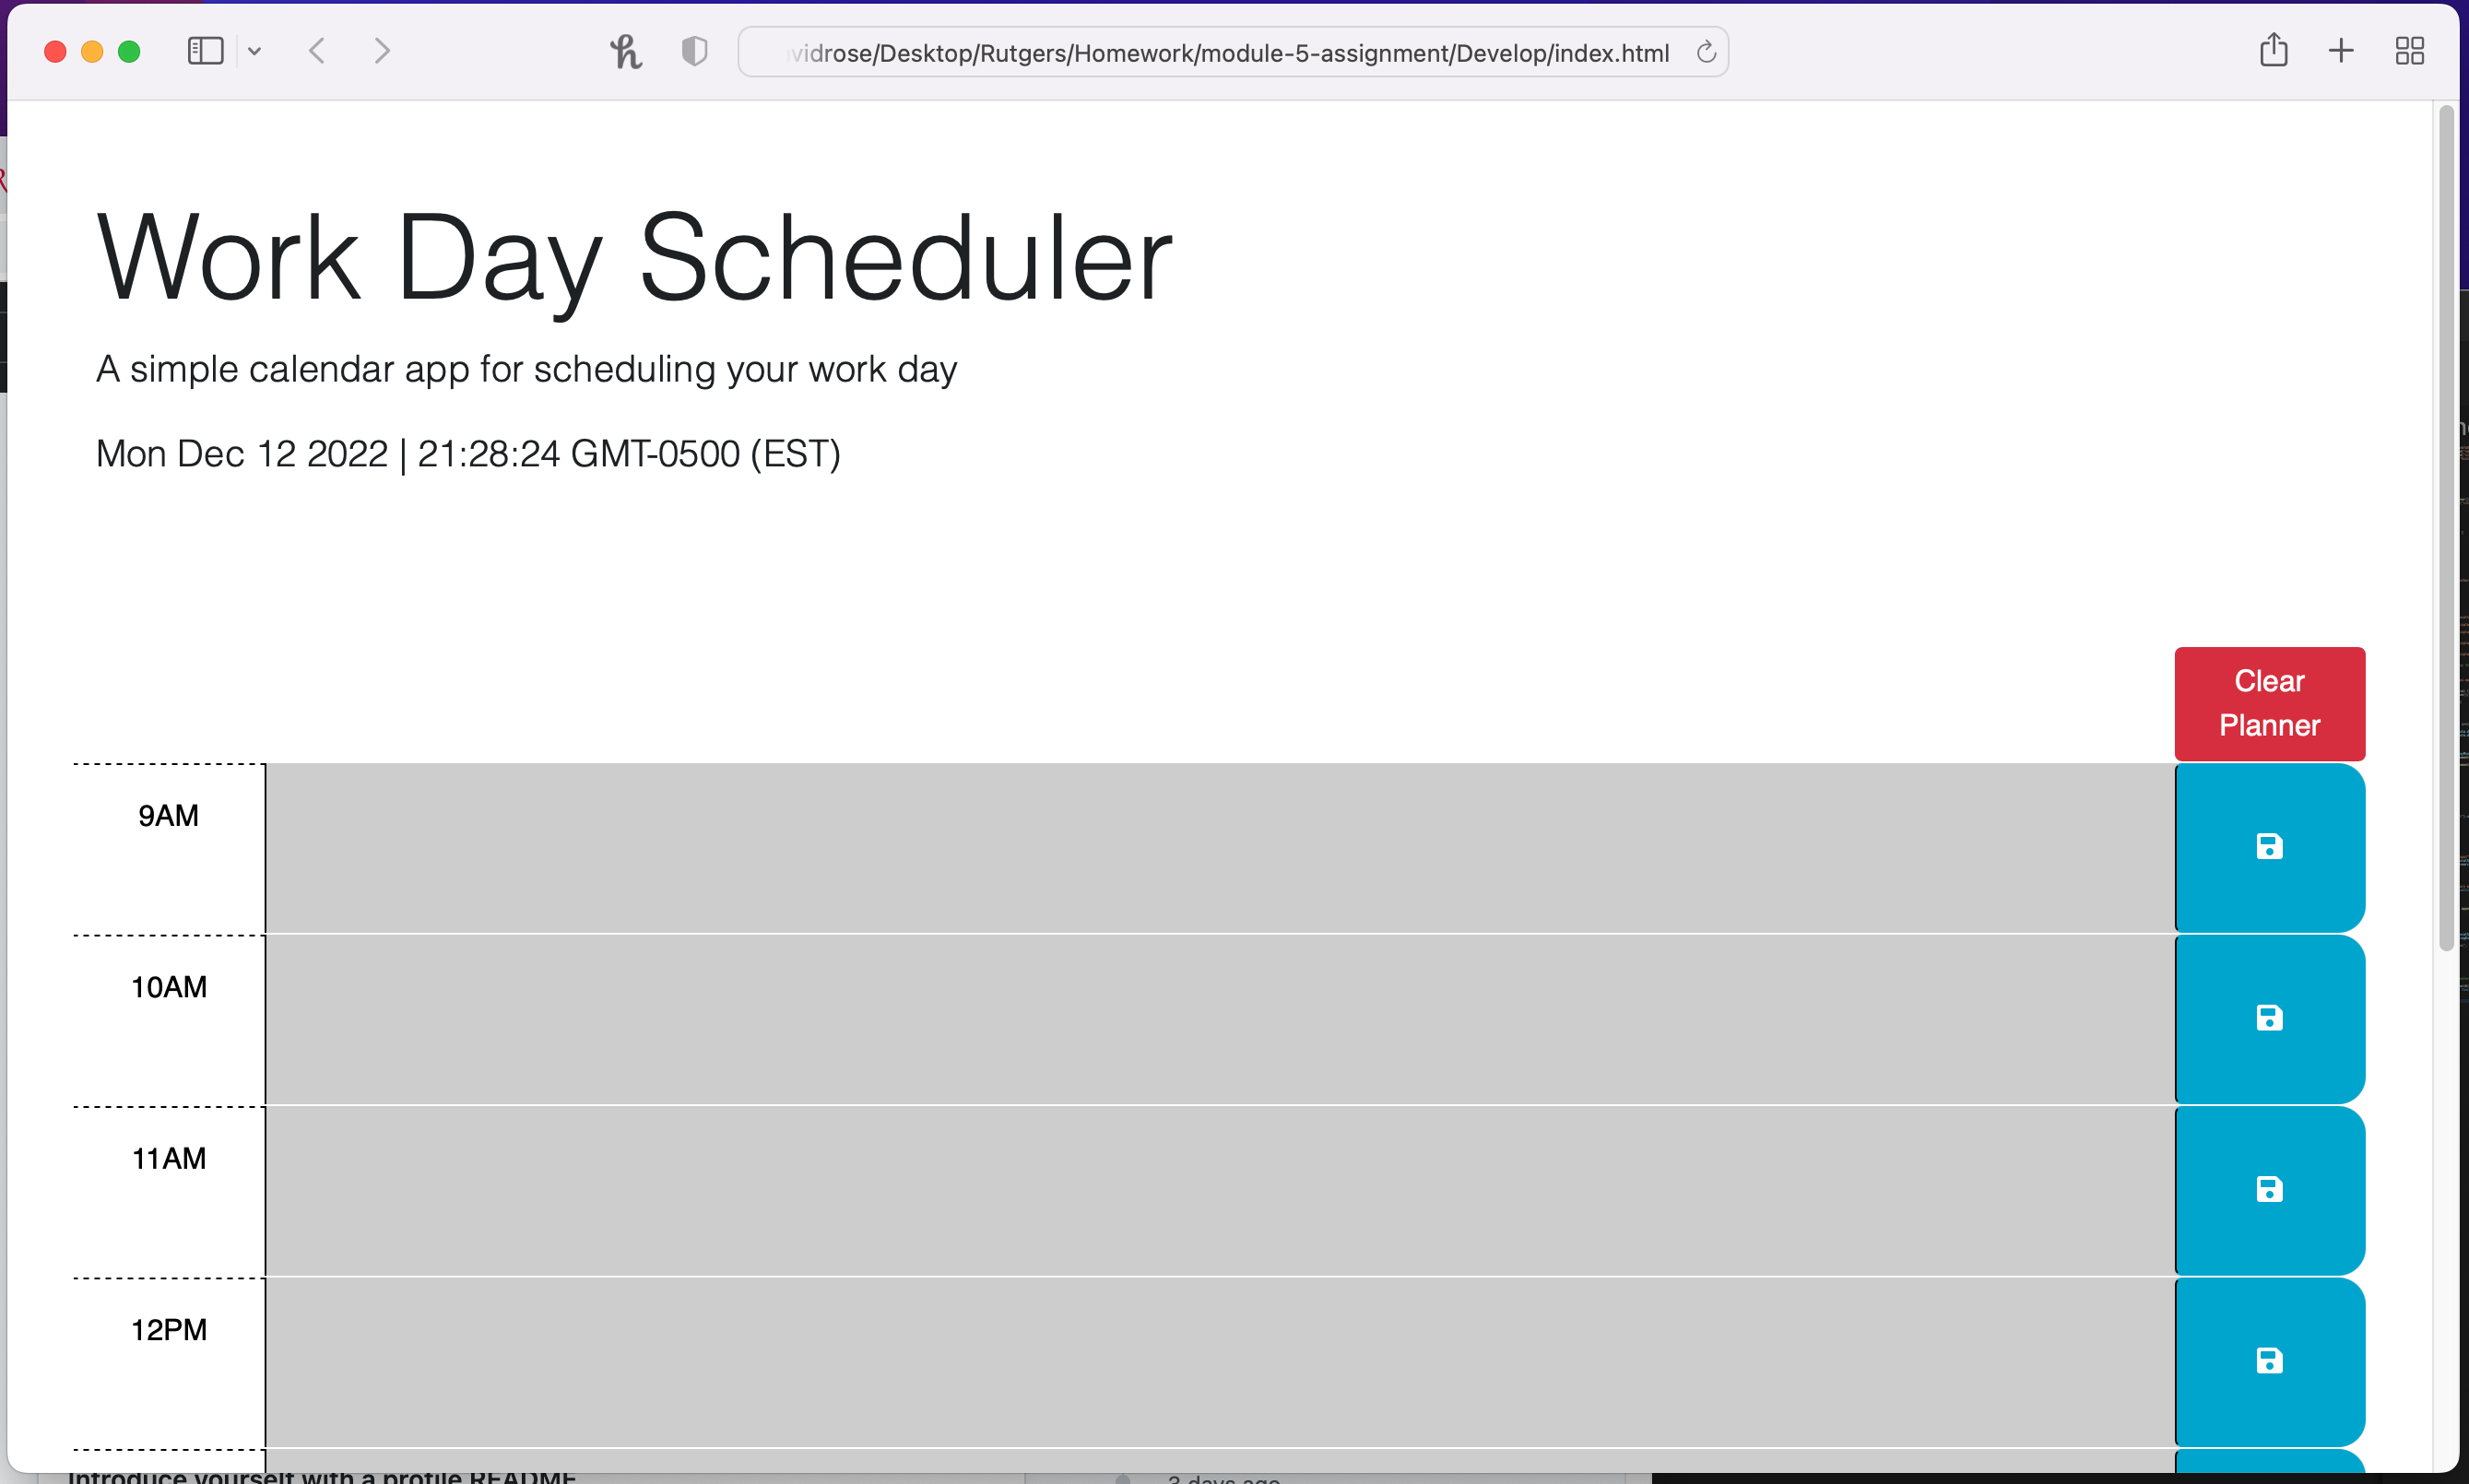 vidrose/Desktop/Rutgers/Homework/module-5-assignment/Develop/index.html
Work Day Scheduler
A simple calendar app for scheduling your work day
Mon Dec 12 2022 | 21:28:24 GMT-0500 (EST)
Clear
Planner
9AM
10AM
11AM
12PM
Introduce yourself with a profile README
3 days ago